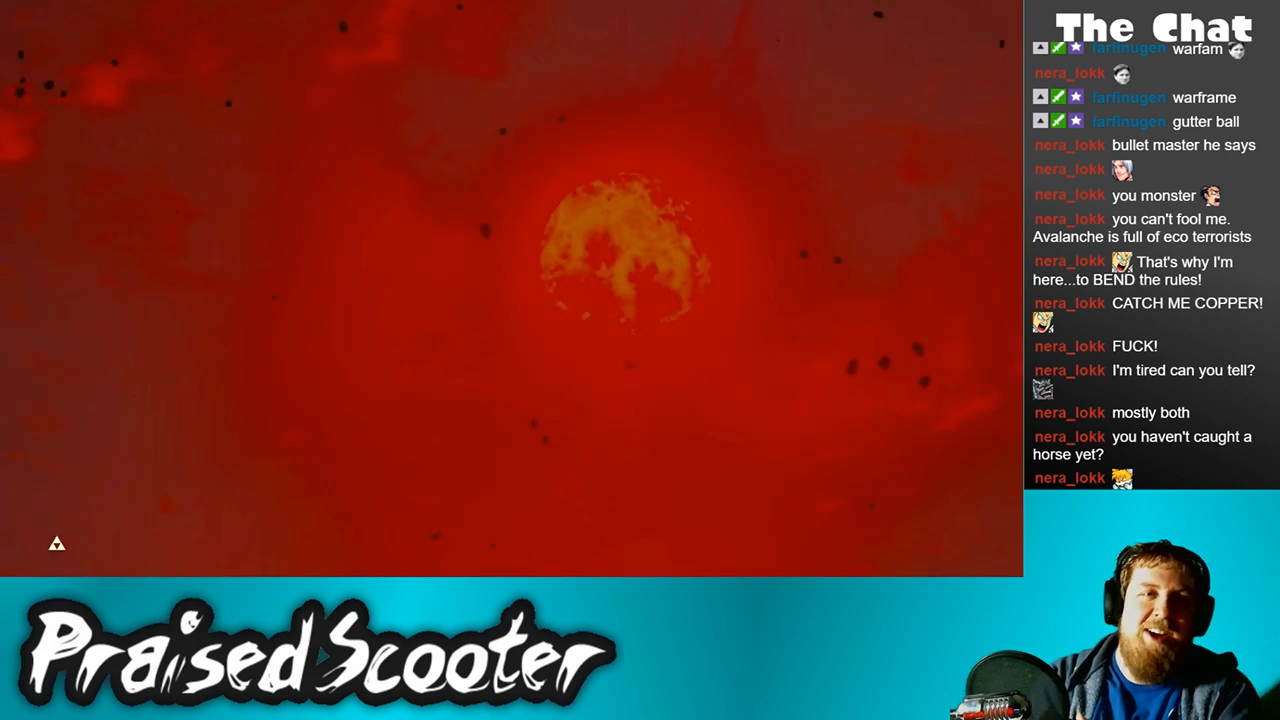 The Chat
farfinugen warfam
nera_lokk
farfinugen warframe
farfinugen gutter ball
nera_lokk bullet master he says
nera_lokk
nera_lokk you monster
nera_lokk you can't fool me.
Avalanche is full of eco terrorists
nera_lokk That's why I'm
here...to BEND the rules!
nera_lokk CATCH ME COPPER!
nera_lokk FUCK!
nera_lokk I'm tired can you tell?
nera_lokk mostly both
nera_lokk you haven't caught a
horse yet?
nera_lokk
PraisedScooter